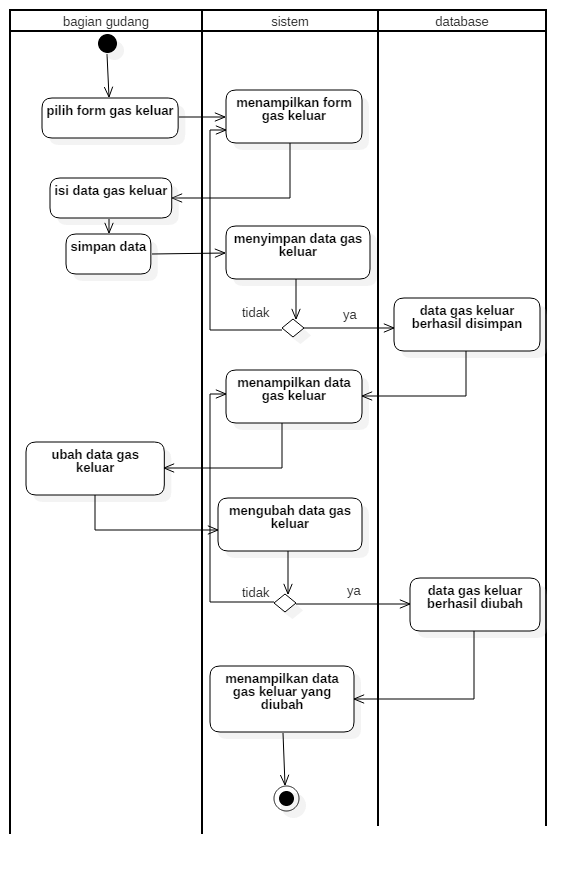 bagian gudang
sistem
database
pilih form gas keluar
menampilkan form
gas keluar
isi data gas keluar
simpan data
menyimpan data gas
keluar
tidak
ya
data gas keluar
berhasil disimpan
menampilkan data
gas keluar
ubah data gas
keluar
mengubah data gas
keluar
tidak
ya
data gas keluar
berhasil diubah
menampilkan data
gas keluar yang
diubah